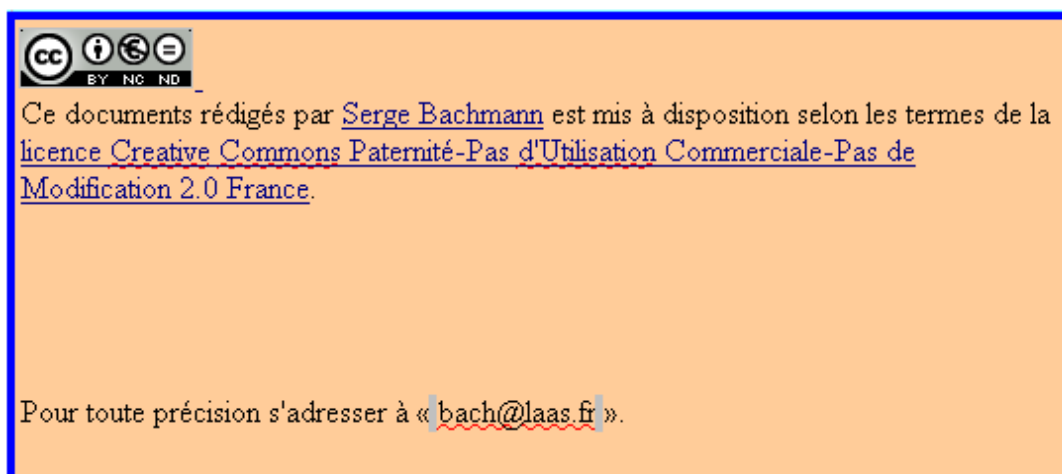 cc BY NC ND
Ce documents rédigés par Serge Bachmann est mis à disposition selon les termes de la
licence Creative Commons Paternité-Pas d'Utilisation Commerciale-Pas de
Modification 2.0 France.
Pour toute précision s'adresser à « bach@laas.fr ».